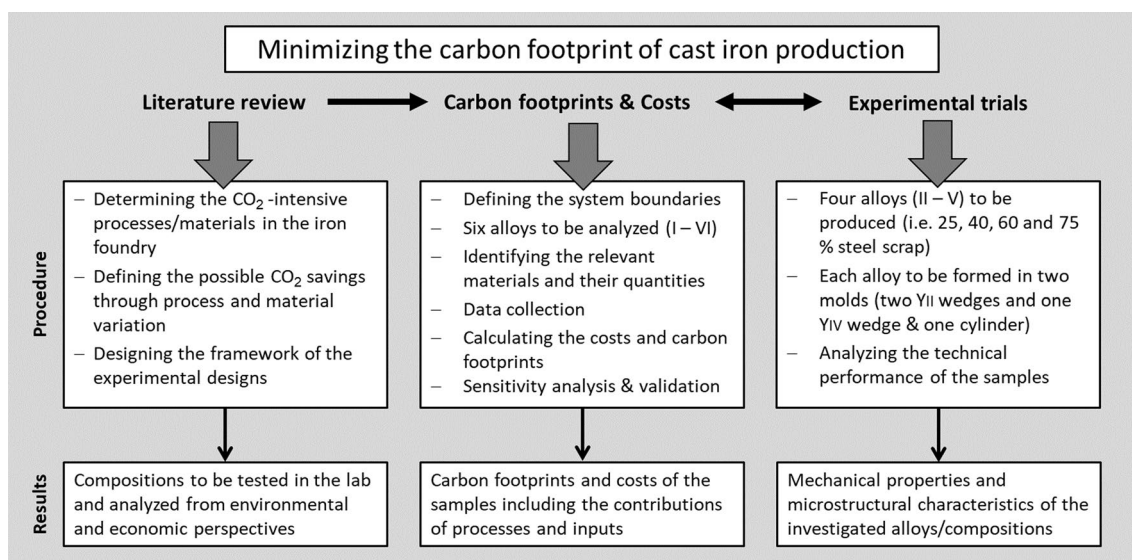 Minimizing the carbon footprint of cast iron production
Literature review
Carbon footprints & Costs
Experimental trials
Procedure
– Determining the CO₂ -intensive
processes/materials in the iron
foundry
– Defining the possible CO₂ savings
through process and material
variation
– Designing the framework of the
experimental designs
– Defining the system boundaries
– Six alloys to be analyzed (I – VI)
– Identifying the relevant
materials and their quantities
– Data collection
– Calculating the costs and carbon
footprints
– Sensitivity analysis & validation
– Four alloys (II – V) to be
produced (i.e. 25, 40, 60 and 75
% steel scrap)
– Each alloy to be formed in two
molds (two YII wedges and one
YIV wedge & one cylinder)
– Analyzing the technical
performance of the samples
Results
Compositions to be tested in the lab
and analyzed from environmental
and economic perspectives
Carbon footprints and costs of the
samples including the contributions
of processes and inputs
Mechanical properties and
microstructural characteristics of the
investigated alloys/compositions